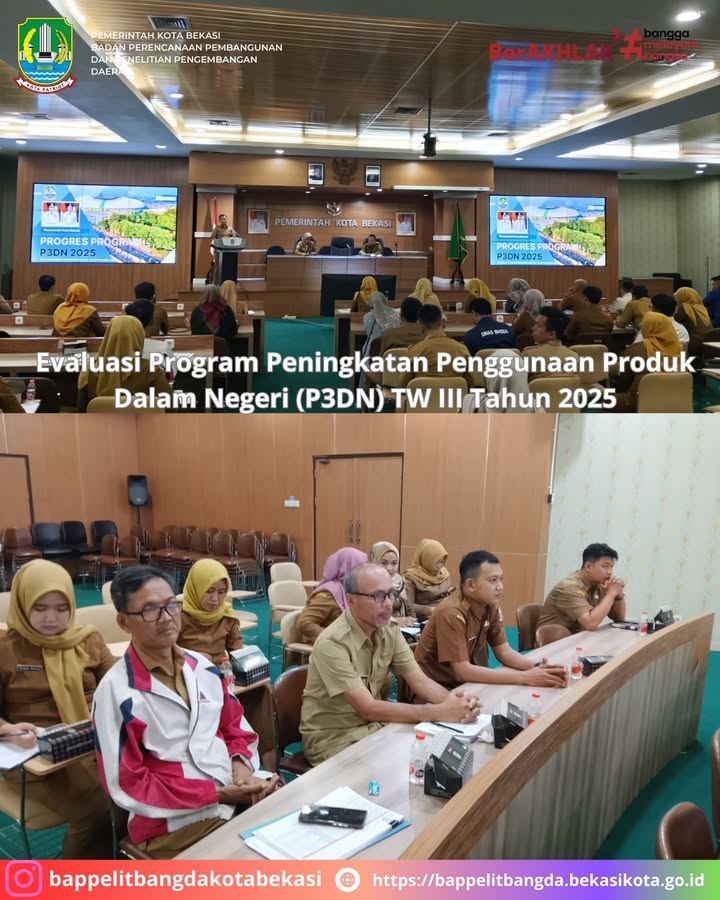 PEMERINTAH KOTA BEKASI
BADAN PERENCANAAN PEMBANGUNAN
DAN PENELITIAN PENGEMBANGAN
DAERAH
KOTA PATRIOT
BerAKHLAK
#bangga
melayani
bangsa
PEMERINTAH KOTA BEKASI
PROGRES PROGRAM
P3DN 2025
PROGRES PROGRAM
P3DN 2025
Evaluasi Program Peningkatan Penggunaan Produk
Dalam Negeri (P3DN) TW III Tahun 2025
bappelitbangdakotabekasi
https://bappelitbangda.bekasikota.go.id